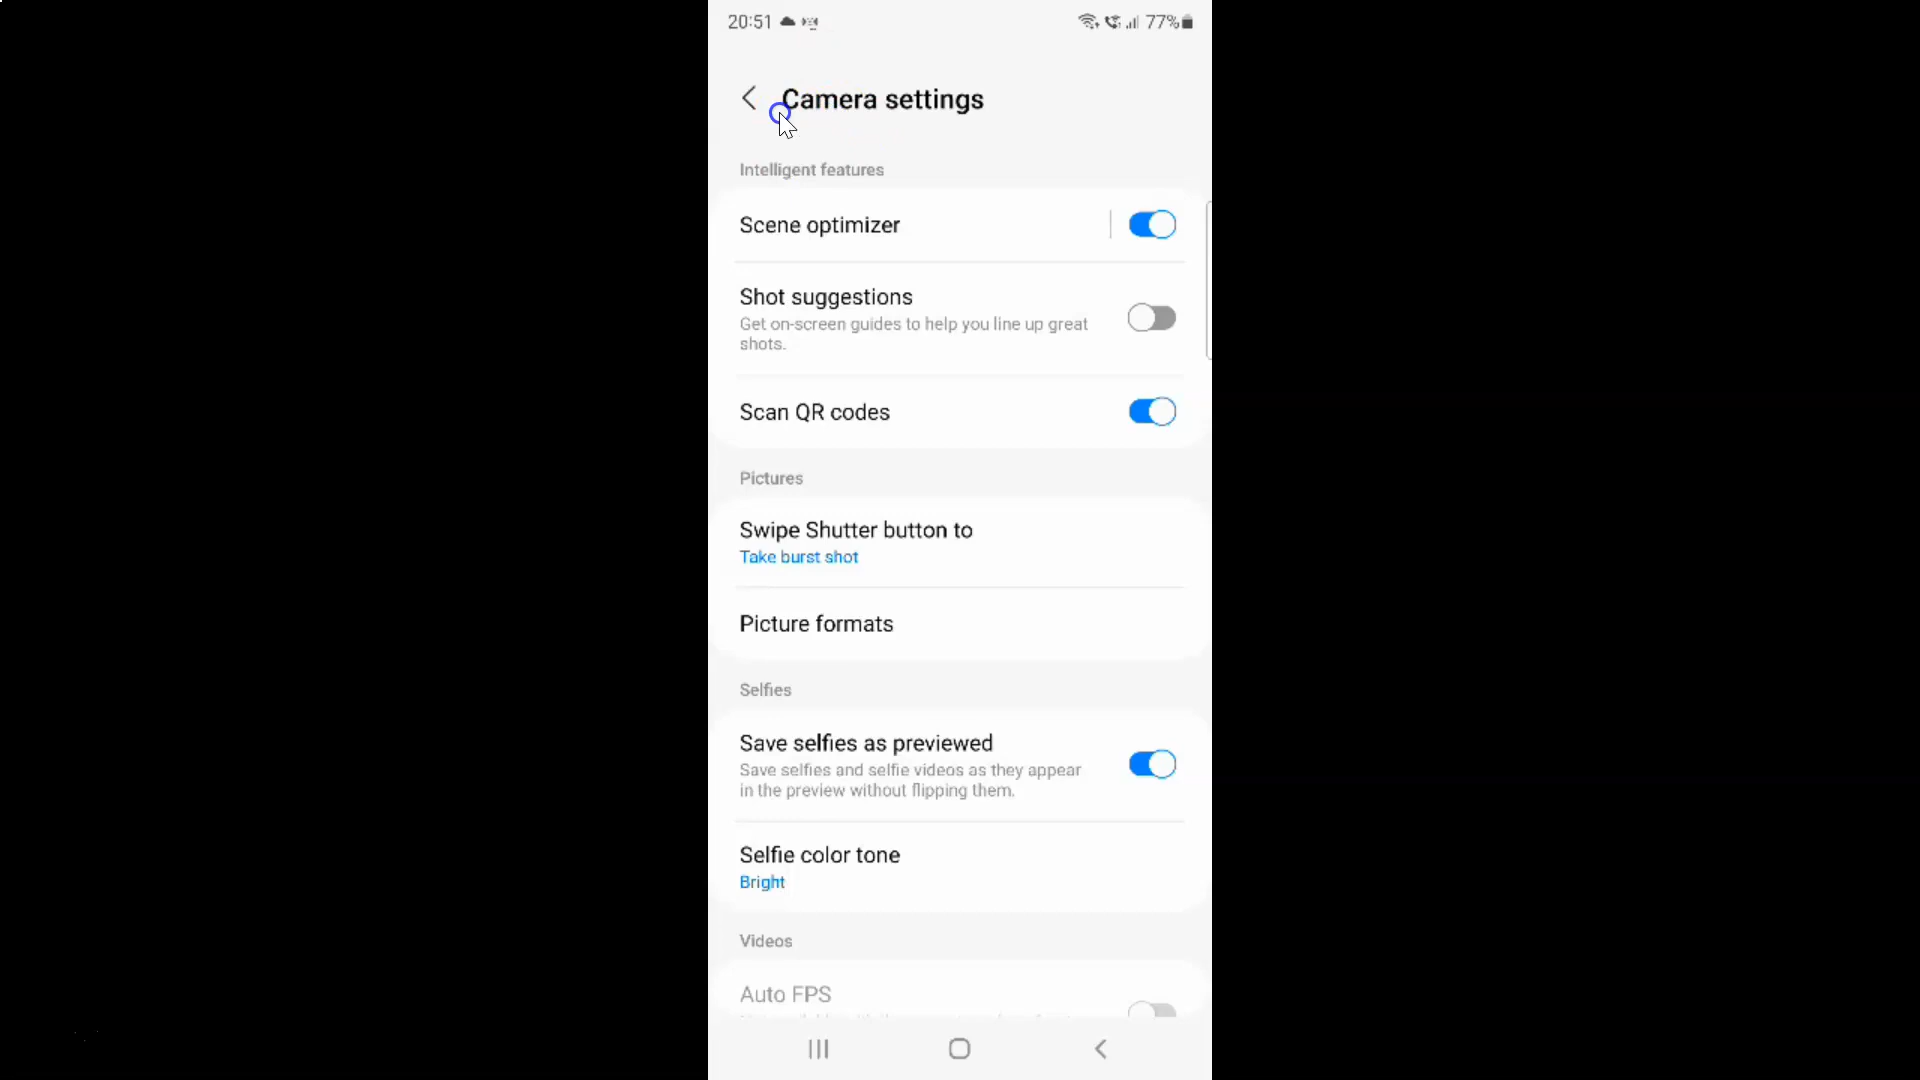 20:51
77%
Camera settings
Intelligent features
Scene optimizer
Shot suggestions
Get on-screen guides to help you line up great
shots.
Scan QR codes
Pictures
Swipe Shutter button to
Take burst shot
Picture formats
Selfies
Save selfies as previewed
Save selfies and selfie videos as they appear
in the preview without flipping them.
Selfie color tone
Bright
Videos
Auto FPS